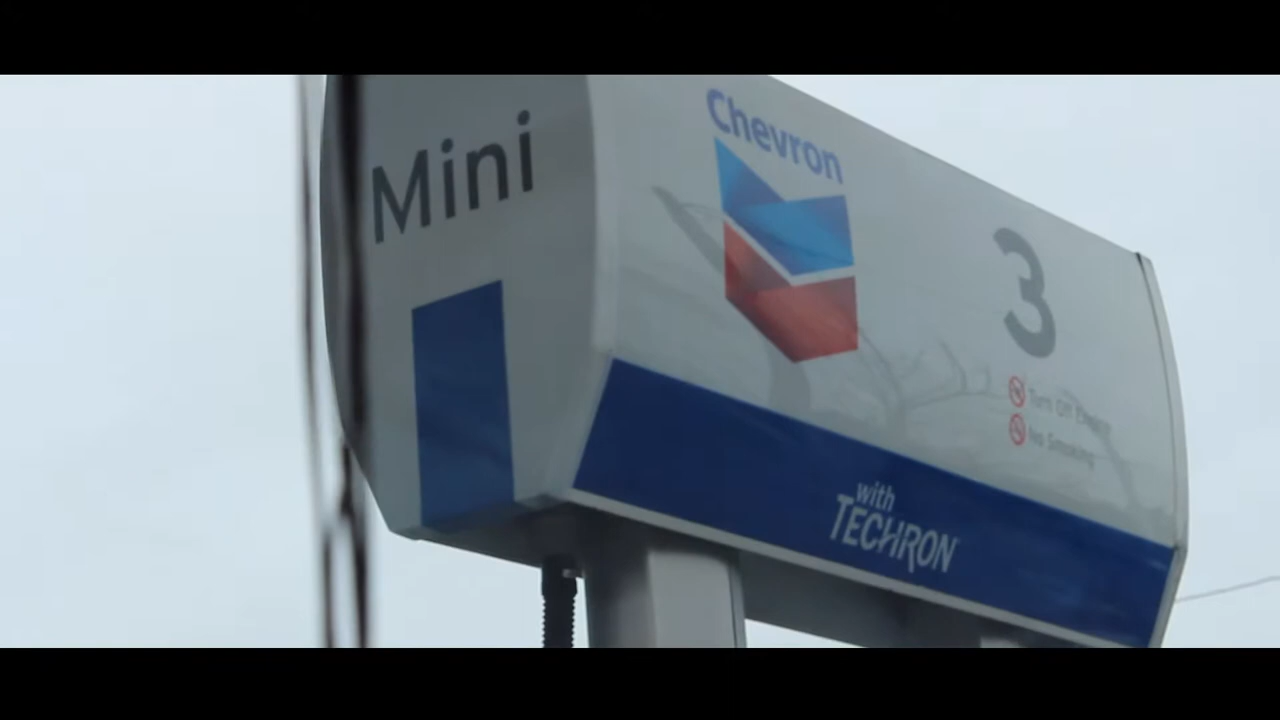 Mini
Chevron
3
Turn Off Engine
No Smoking
with
TECHRON